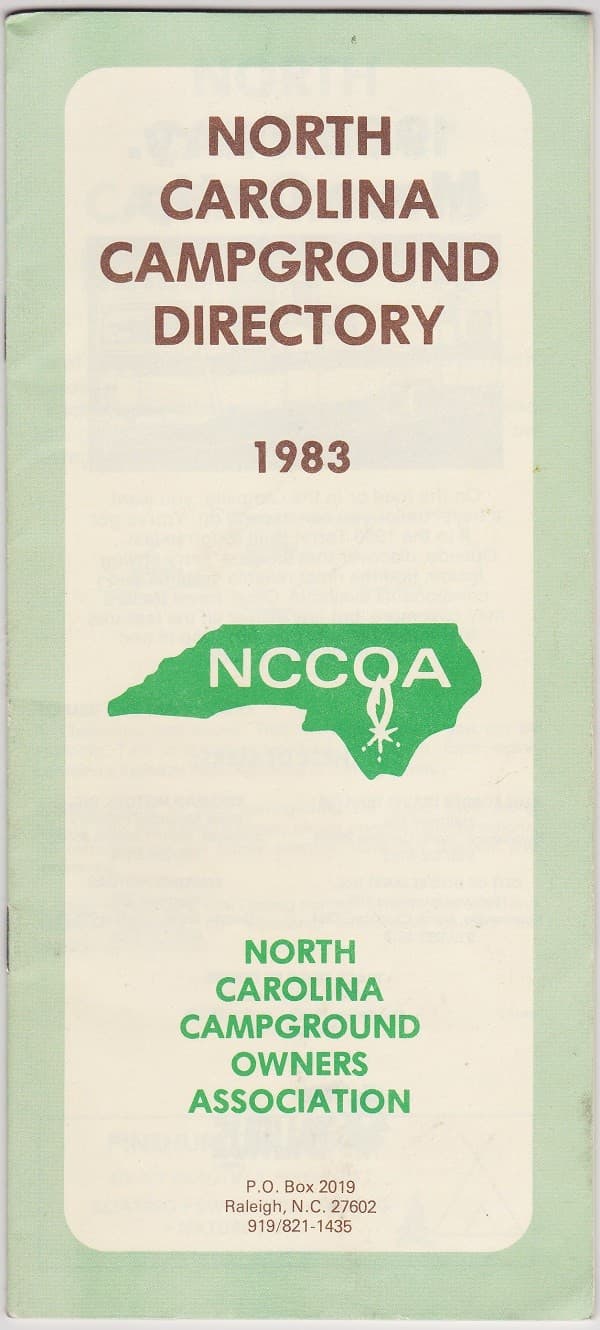 NORTH
CAROLINA
CAMPGROUND
DIRECTORY
1983
NCCOA
NORTH
CAROLINA
CAMPGROUND
OWNERS
ASSOCIATION
P.O. Box 2019
Raleigh, N.C. 27602
919/821-1435